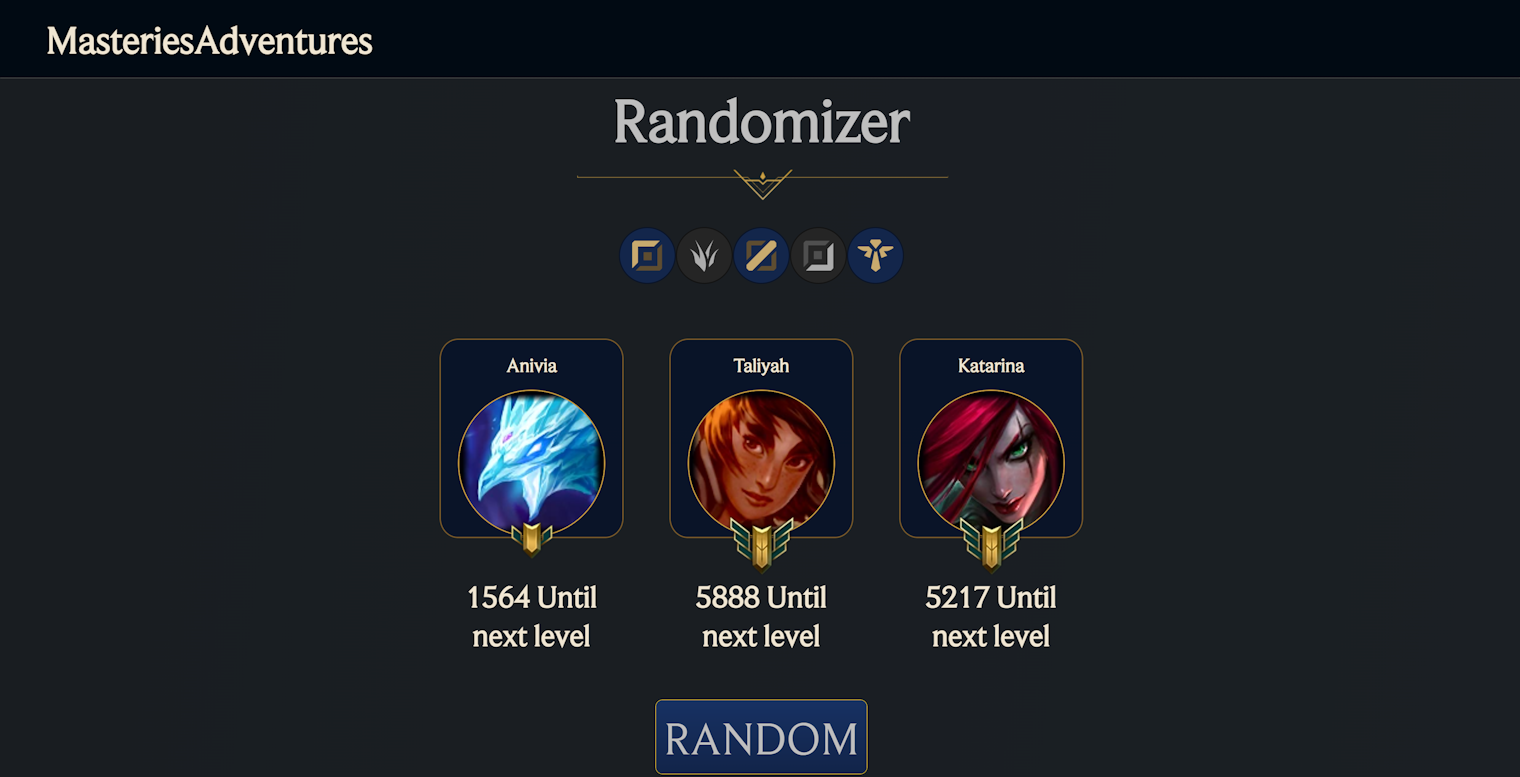 MasteriesAdventures
Randomizer
Anivia
Taliyah
Katarina
1564 Until
next level
5888 Until
next level
5217 Until
next level
RANDOM